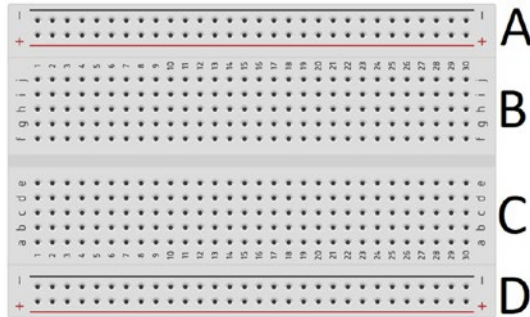 − − A
+ +
1 2 3 4 5 6 7 8 9 10 11 12 13 14 15 16 17 18 19 20 21 22 23 24 25 26 27 28 29 30
j j
i i
h h B
g g
f f
e e
d d
c c C
b b
a a
1 2 3 4 5 6 7 8 9 10 11 12 13 14 15 16 17 18 19 20 21 22 23 24 25 26 27 28 29 30
− −
+ + D